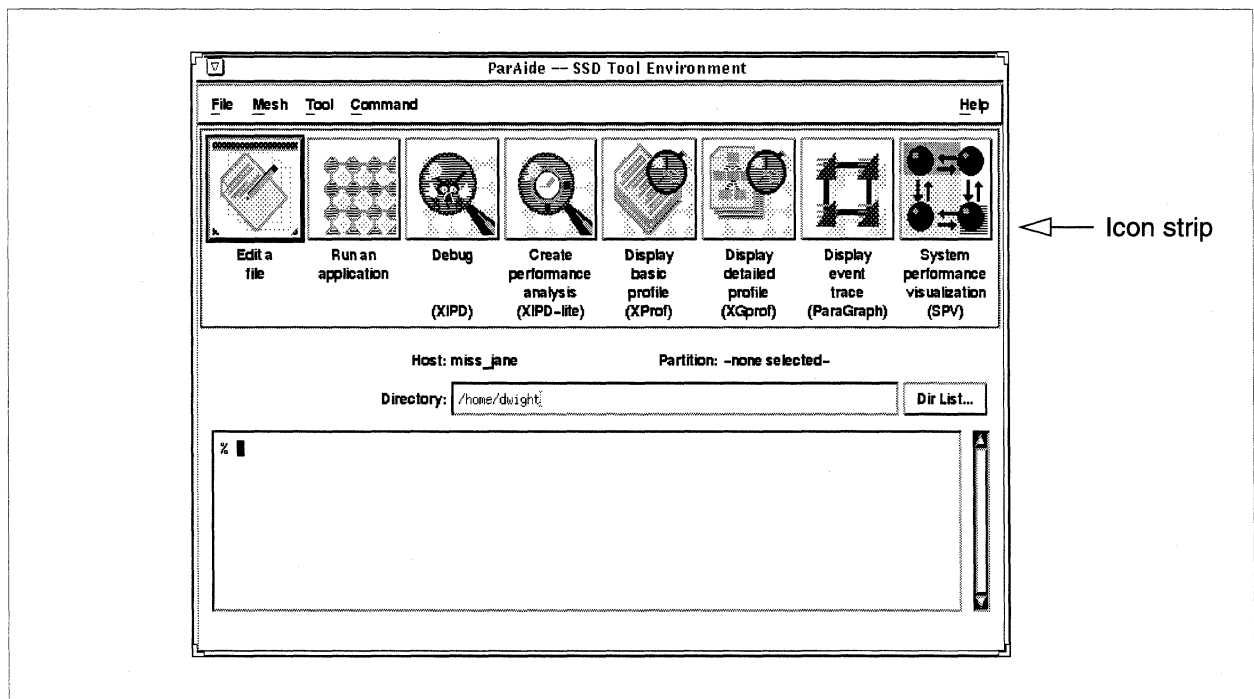 ParAide -- SSD Tool Environment
File Mesh Tool Command Help
Edit a file
Run an application
Debug (XIPD)
Create performance analysis (XIPD-lite)
Display basic profile (XProf)
Display detailed profile (XGprof)
Display event trace (ParaGraph)
System performance visualization (SPV)
Icon strip
Host: miss_jane Partition: -none selected-
Directory: /home/dwight Dir List...
%